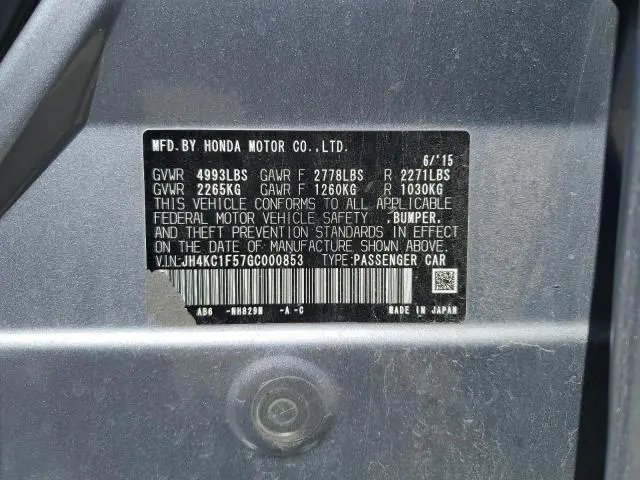 MFD.BY HONDA MOTOR CO.,LTD.
6/'15
GVWR 4993LBS GAWR F 2778LBS R 2271LBS
GVWR 2265KG GAWR F 1260KG R 1030KG
THIS VEHICLE CONFORMS TO ALL APPLICABLE
FEDERAL MOTOR VEHICLE SAFETY ,BUMPER,
AND THEFT PREVENTION STANDARDS IN EFFECT
ON THE DATE OF MANUFACTURE SHOWN ABOVE.
V.I.N:JH4KC1F57GC000853 TYPE:PASSENGER CAR
AB6 -NH829M -A -C MADE IN JAPAN